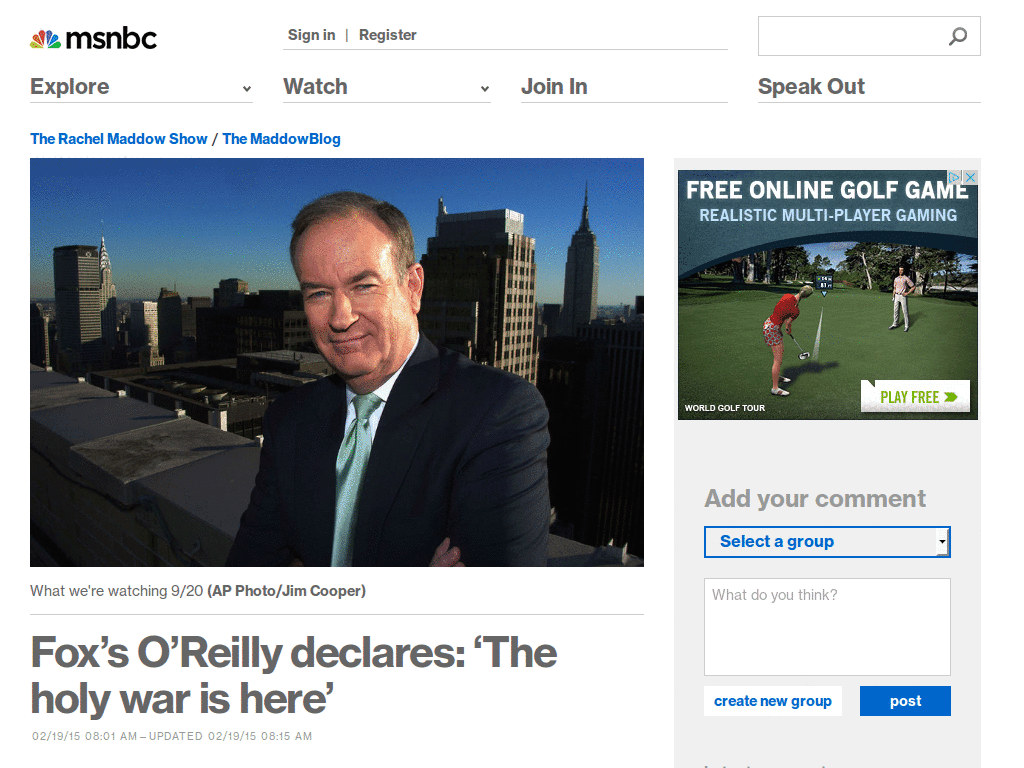 msnbc
Sign in | Register
Explore
Watch
Join In
Speak Out
The Rachel Maddow Show / The MaddowBlog
FREE ONLINE GOLF GAME
REALISTIC MULTI-PLAYER GAMING
PLAY FREE
WORLD GOLF TOUR
What we're watching 9/20 (AP Photo/Jim Cooper)
Fox’s O’Reilly declares: ‘The
holy war is here’
02/19/15 08:01 AM – UPDATED 02/19/15 08:15 AM
Add your comment
Select a group
What do you think?
create new group
post